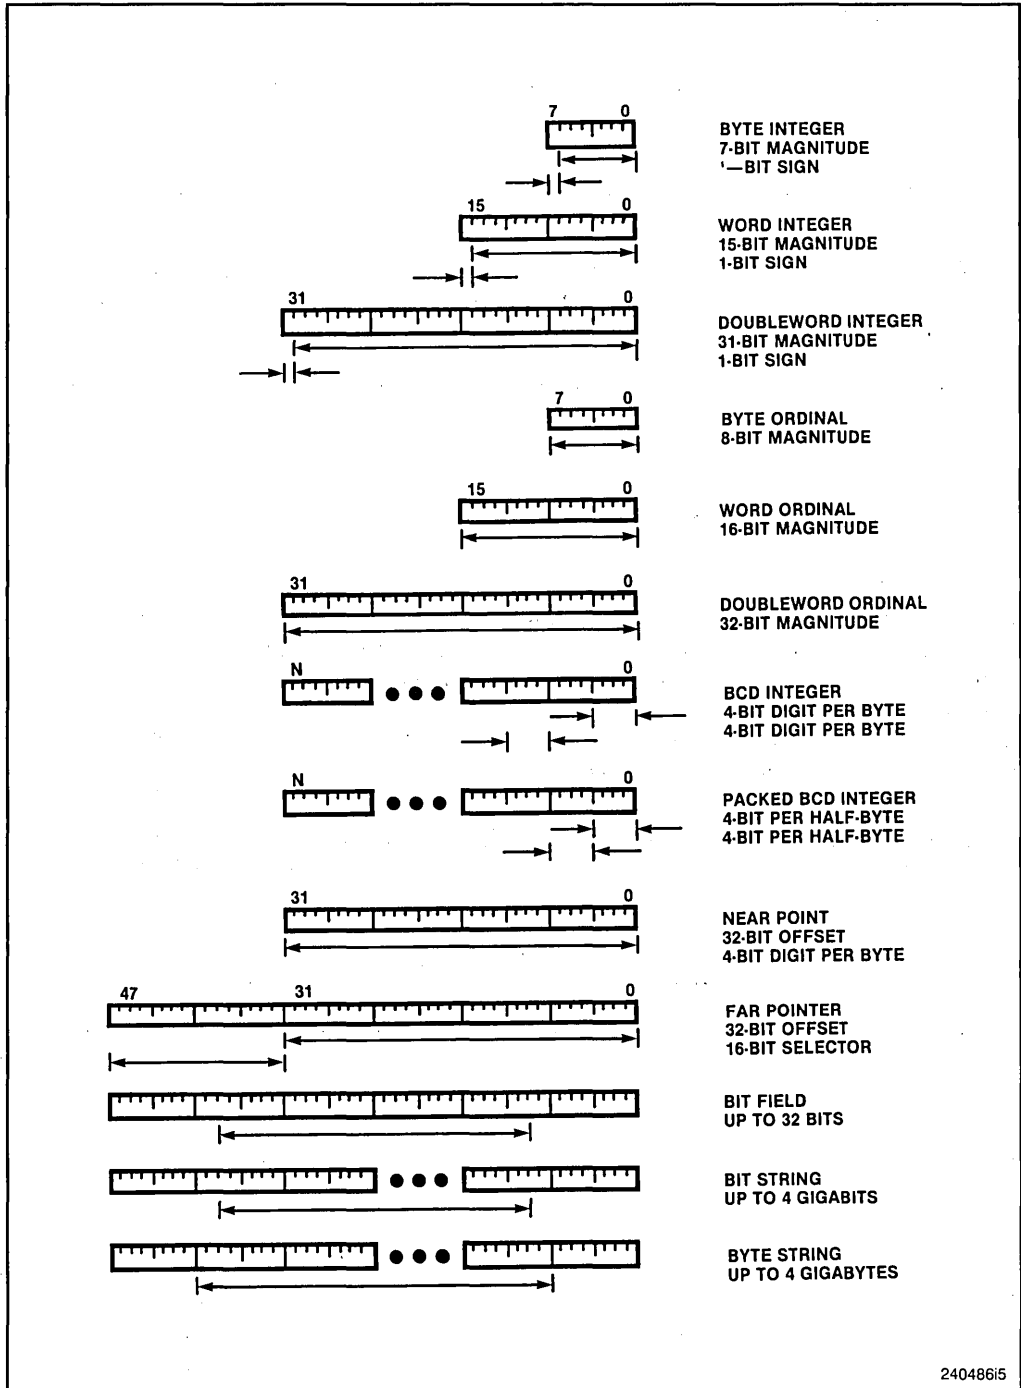 7 0
BYTE INTEGER
7-BIT MAGNITUDE
'—BIT SIGN
15 0
WORD INTEGER
15-BIT MAGNITUDE
1-BIT SIGN
31 0
DOUBLEWORD INTEGER
31-BIT MAGNITUDE
1-BIT SIGN
7 0
BYTE ORDINAL
8-BIT MAGNITUDE
15 0
WORD ORDINAL
16-BIT MAGNITUDE
31 0
DOUBLEWORD ORDINAL
32-BIT MAGNITUDE
N 0
BCD INTEGER
4-BIT DIGIT PER BYTE
4-BIT DIGIT PER BYTE
N 0
PACKED BCD INTEGER
4-BIT PER HALF-BYTE
4-BIT PER HALF-BYTE
31 0
NEAR POINT
32-BIT OFFSET
4-BIT DIGIT PER BYTE
47 31 0
FAR POINTER
32-BIT OFFSET
16-BIT SELECTOR
BIT FIELD
UP TO 32 BITS
BIT STRING
UP TO 4 GIGABITS
BYTE STRING
UP TO 4 GIGABYTES
240486i5